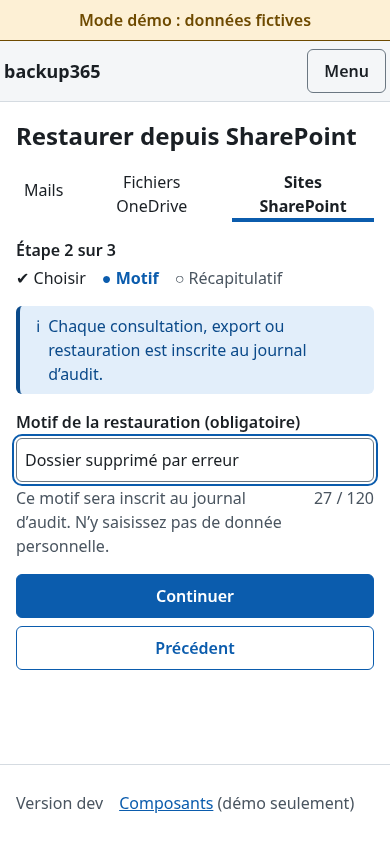 Mode démo : données fictives
backup365
Menu
Restaurer depuis SharePoint
Mails
Fichiers
OneDrive
Sites
SharePoint
Étape 2 sur 3
✔ Choisir ● Motif ○ Récapitulatif
i Chaque consultation, export ou
restauration est inscrite au journal
d’audit.
Motif de la restauration (obligatoire)
Dossier supprimé par erreur
Ce motif sera inscrit au journal
d’audit. N’y saisissez pas de donnée
personnelle.
27 / 120
Continuer
Précédent
Version dev Composants (démo seulement)